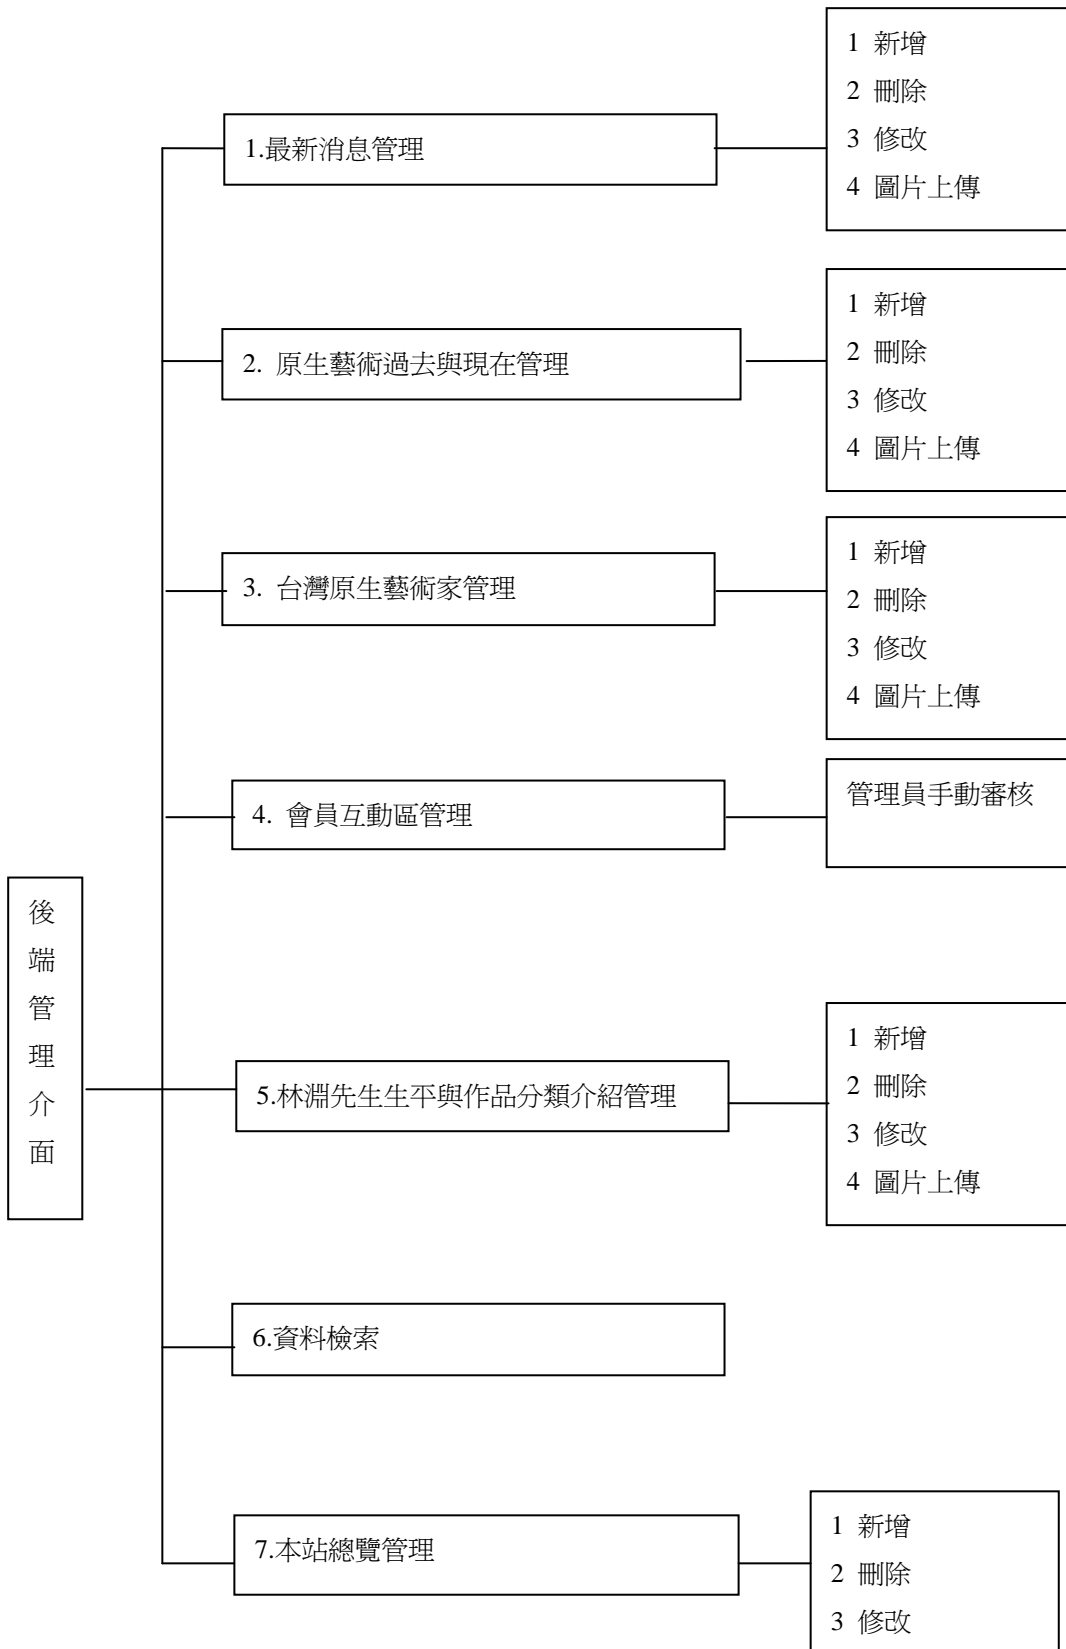 後端管理介面
1.最新消息管理
1 新增
2 刪除
3 修改
4 圖片上傳
2. 原生藝術過去與現在管理
1 新增
2 刪除
3 修改
4 圖片上傳
3. 台灣原生藝術家管理
1 新增
2 刪除
3 修改
4 圖片上傳
4. 會員互動區管理
管理員手動審核
5.林淵先生生平與作品分類介紹管理
1 新增
2 刪除
3 修改
4 圖片上傳
6.資料檢索
7.本站總覽管理
1 新增
2 刪除
3 修改